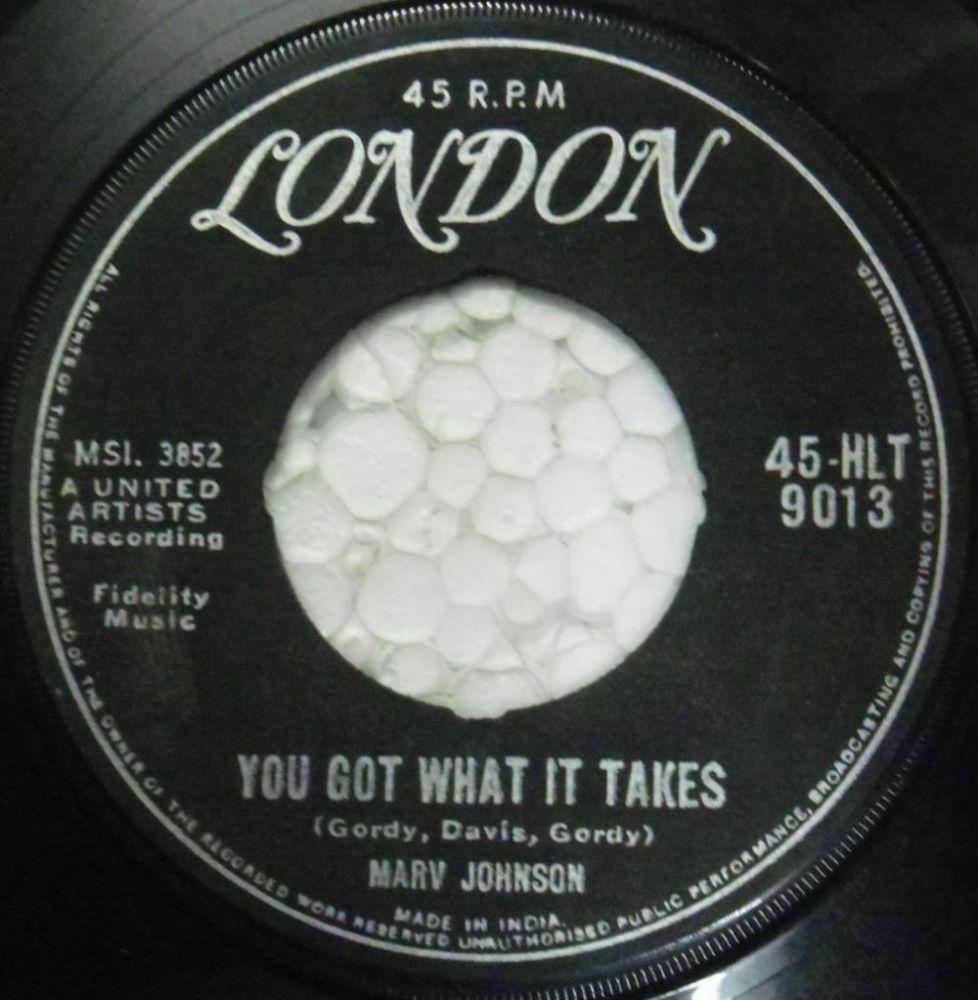 45 R.P.M
LONDON
MSI. 3852
A UNITED
ARTISTS
Recording
Fidelity
Music
45-HLT
9013
YOU GOT WHAT IT TAKES
(Gordy, Davis, Gordy)
MARV JOHNSON
MADE IN INDIA.
ALL RIGHTS OF THE MANUFACTURER AND OF THE OWNER OF THE RECORDED WORK RESERVED UNAUTHORISED PUBLIC PERFORMANCE, BROADCASTING AND COPYING OF THIS RECORD PROHIBITED.